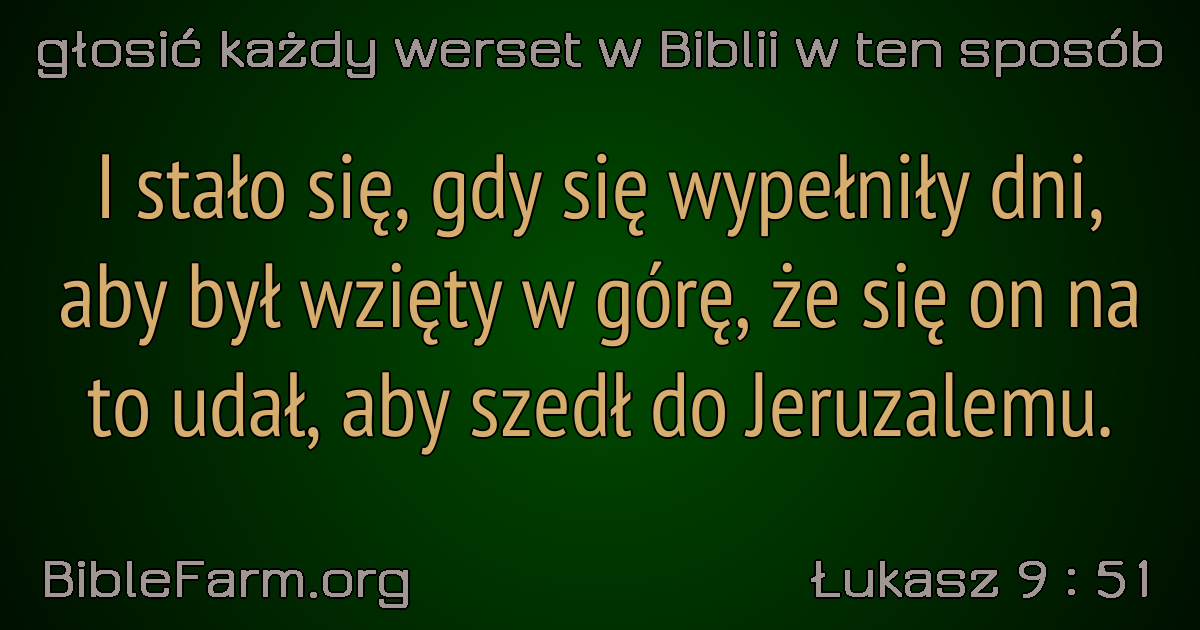 głosić każdy werset w Biblii w ten sposób
I stało się, gdy się wypełniły dni,
aby był wzięty w górę, że się on na
to udał, aby szedł do Jeruzalemu.
BibleFarm.org
Łukasz 9 : 51